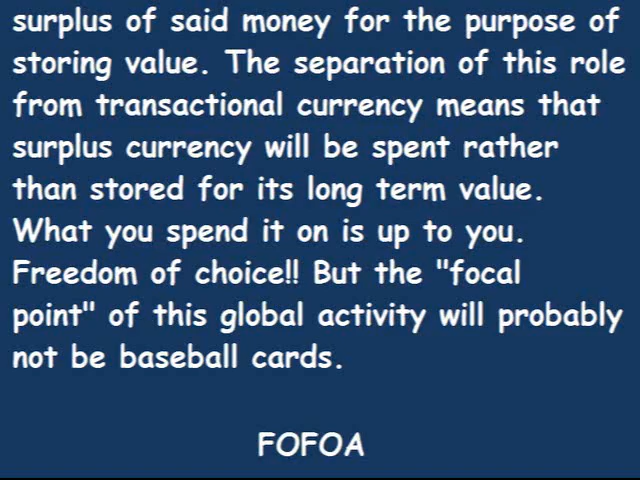 surplus of said money for the purpose of
storing value. The separation of this role
from transactional currency means that
surplus currency will be spent rather
than stored for its long term value.
What you spend it on is up to you.
Freedom of choice!! But the "focal
point" of this global activity will probably
not be baseball cards.
FOFOA